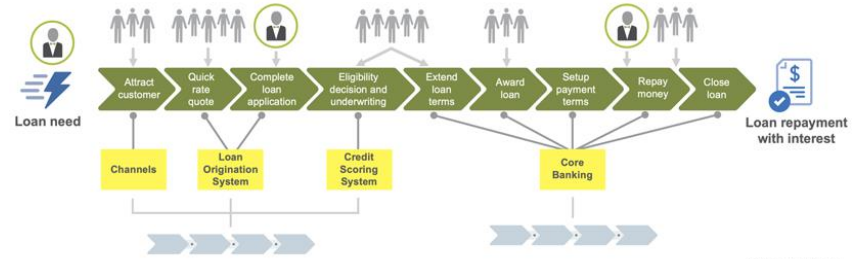 Loan need
Attract
customer
Quick
rate
quote
Complete
loan
application
Eligibility
decision and
underwriting
Extend
loan
terms
Award
loan
Setup
payment
terms
Repay
money
Close
loan
$
Loan repayment
with interest
Channels
Loan
Origination
System
Credit
Scoring
System
Core
Banking